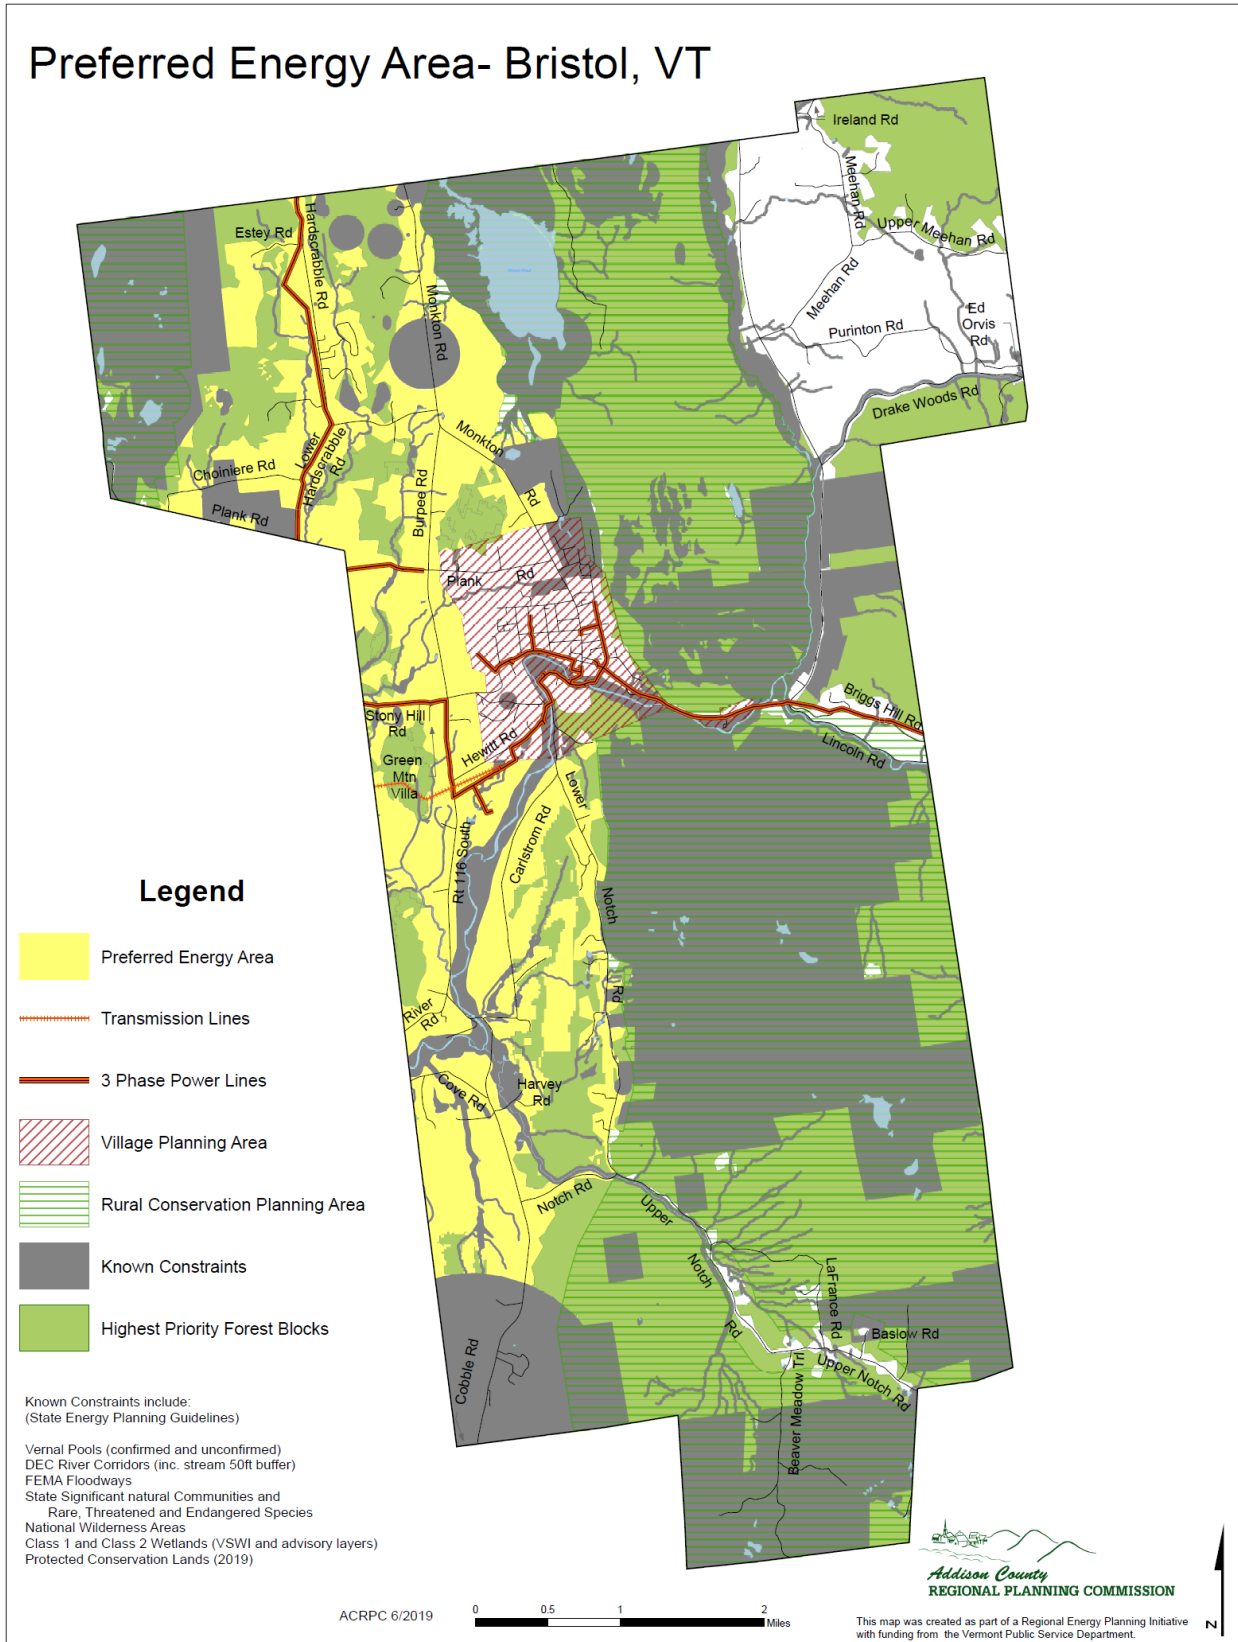 Preferred Energy Area- Bristol, VT
Ireland Rd
Meehan Rd
Upper Meehan Rd
Estey Rd
Hardscrabble Rd
Meehan Rd
Monkton Rd
Purinton Rd
Ed
Orvis
Rd
Drake Woods Rd
Monkton
Rd
Lower
Hardscrabble
Rd
Choiniere Rd
Burpee Rd
Plank Rd
Plank
Rd
Briggs Hill Rd
Stony Hill
Rd
Lincoln Rd
Hewitt Rd
Green
Mtn
Villa
Lower
Carlstrom Rd
Rt 116 South
Notch
Rd
River
Rd
Cove Rd
Harvey
Rd
Notch Rd
Upper
Notch
Rd
LaFrance Rd
Baslow Rd
Upper Notch Rd
Cobble Rd
Beaver Meadow Trl
Legend
Preferred Energy Area
Transmission Lines
3 Phase Power Lines
Village Planning Area
Rural Conservation Planning Area
Known Constraints
Highest Priority Forest Blocks
Known Constraints include:
(State Energy Planning Guidelines)
Vernal Pools (confirmed and unconfirmed)
DEC River Corridors (inc. stream 50ft buffer)
FEMA Floodways
State Significant natural Communities and
Rare, Threatened and Endangered Species
National Wilderness Areas
Class 1 and Class 2 Wetlands (VSWI and advisory layers)
Protected Conservation Lands (2019)
ACRPC 6/2019
0 0.5 1 2
Miles
Addison County
REGIONAL PLANNING COMMISSION
This map was created as part of a Regional Energy Planning Initiative
with funding from the Vermont Public Service Department.
N